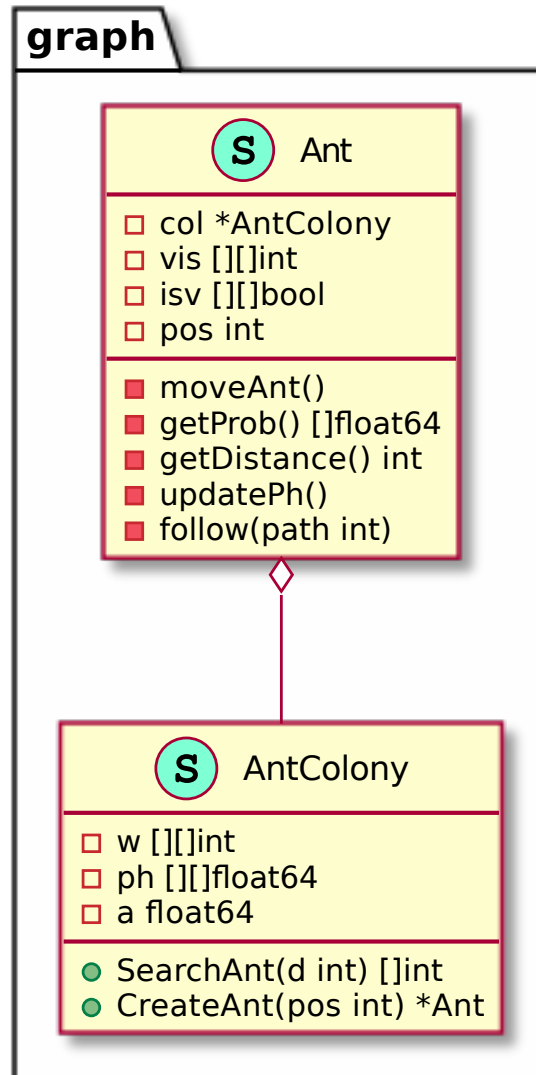 graph
S Ant
col *AntColony
vis [][]int
isv [][]bool
pos int
moveAnt()
getProb() []float64
getDistance() int
updatePh()
follow(path int)
S AntColony
w [][]int
ph [][]float64
a float64
SearchAnt(d int) []int
CreateAnt(pos int) *Ant